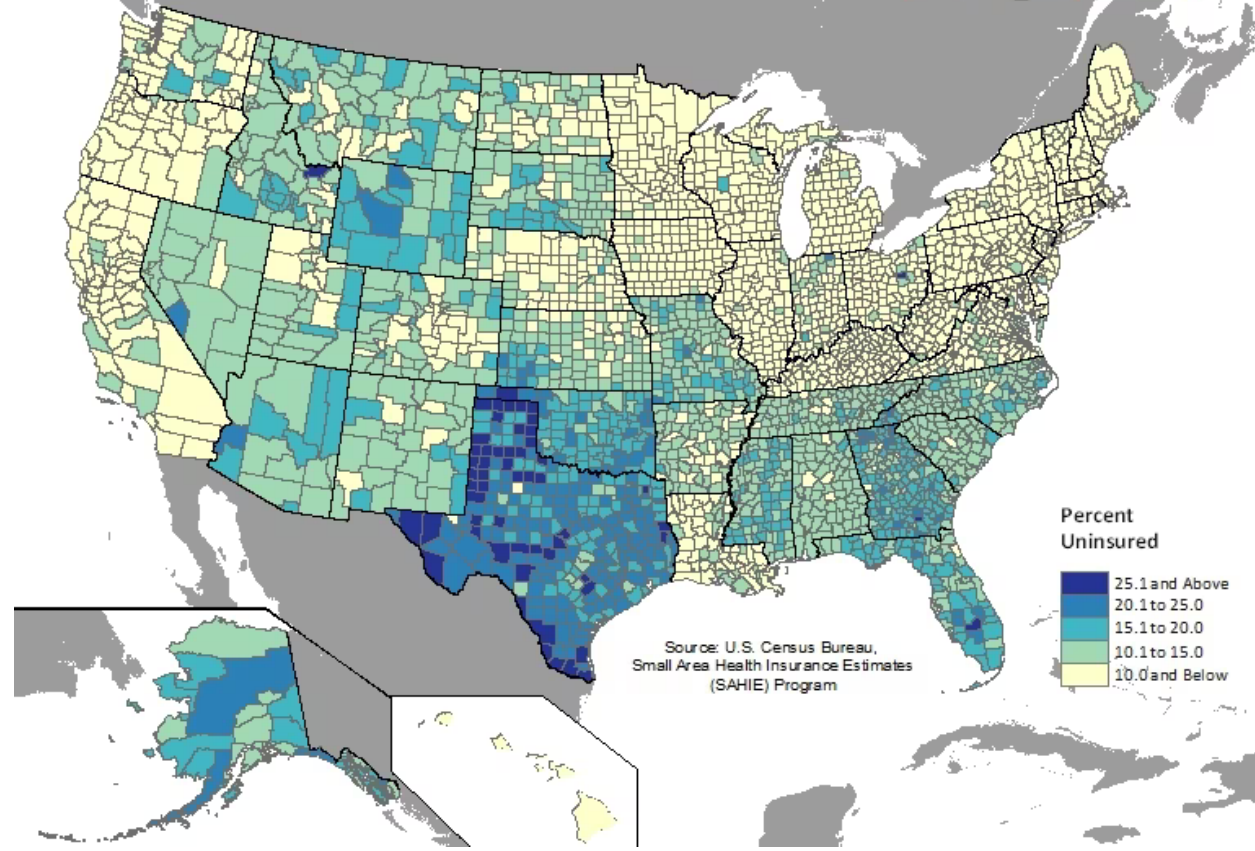 Percent
Uninsured
25.1 and Above
20.1 to 25.0
15.1 to 20.0
10.1 to 15.0
10.0 and Below
Source: U.S. Census Bureau,
Small Area Health Insurance Estimates
(SAHIE) Program